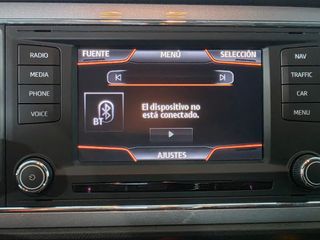 RADIO
MEDIA
PHONE
VOICE
FUENTE MENÚ SELECCIÓN
BT
El dispositivo no
está conectado.
AJUSTES
NAV
TRAFFIC
CAR
MENU